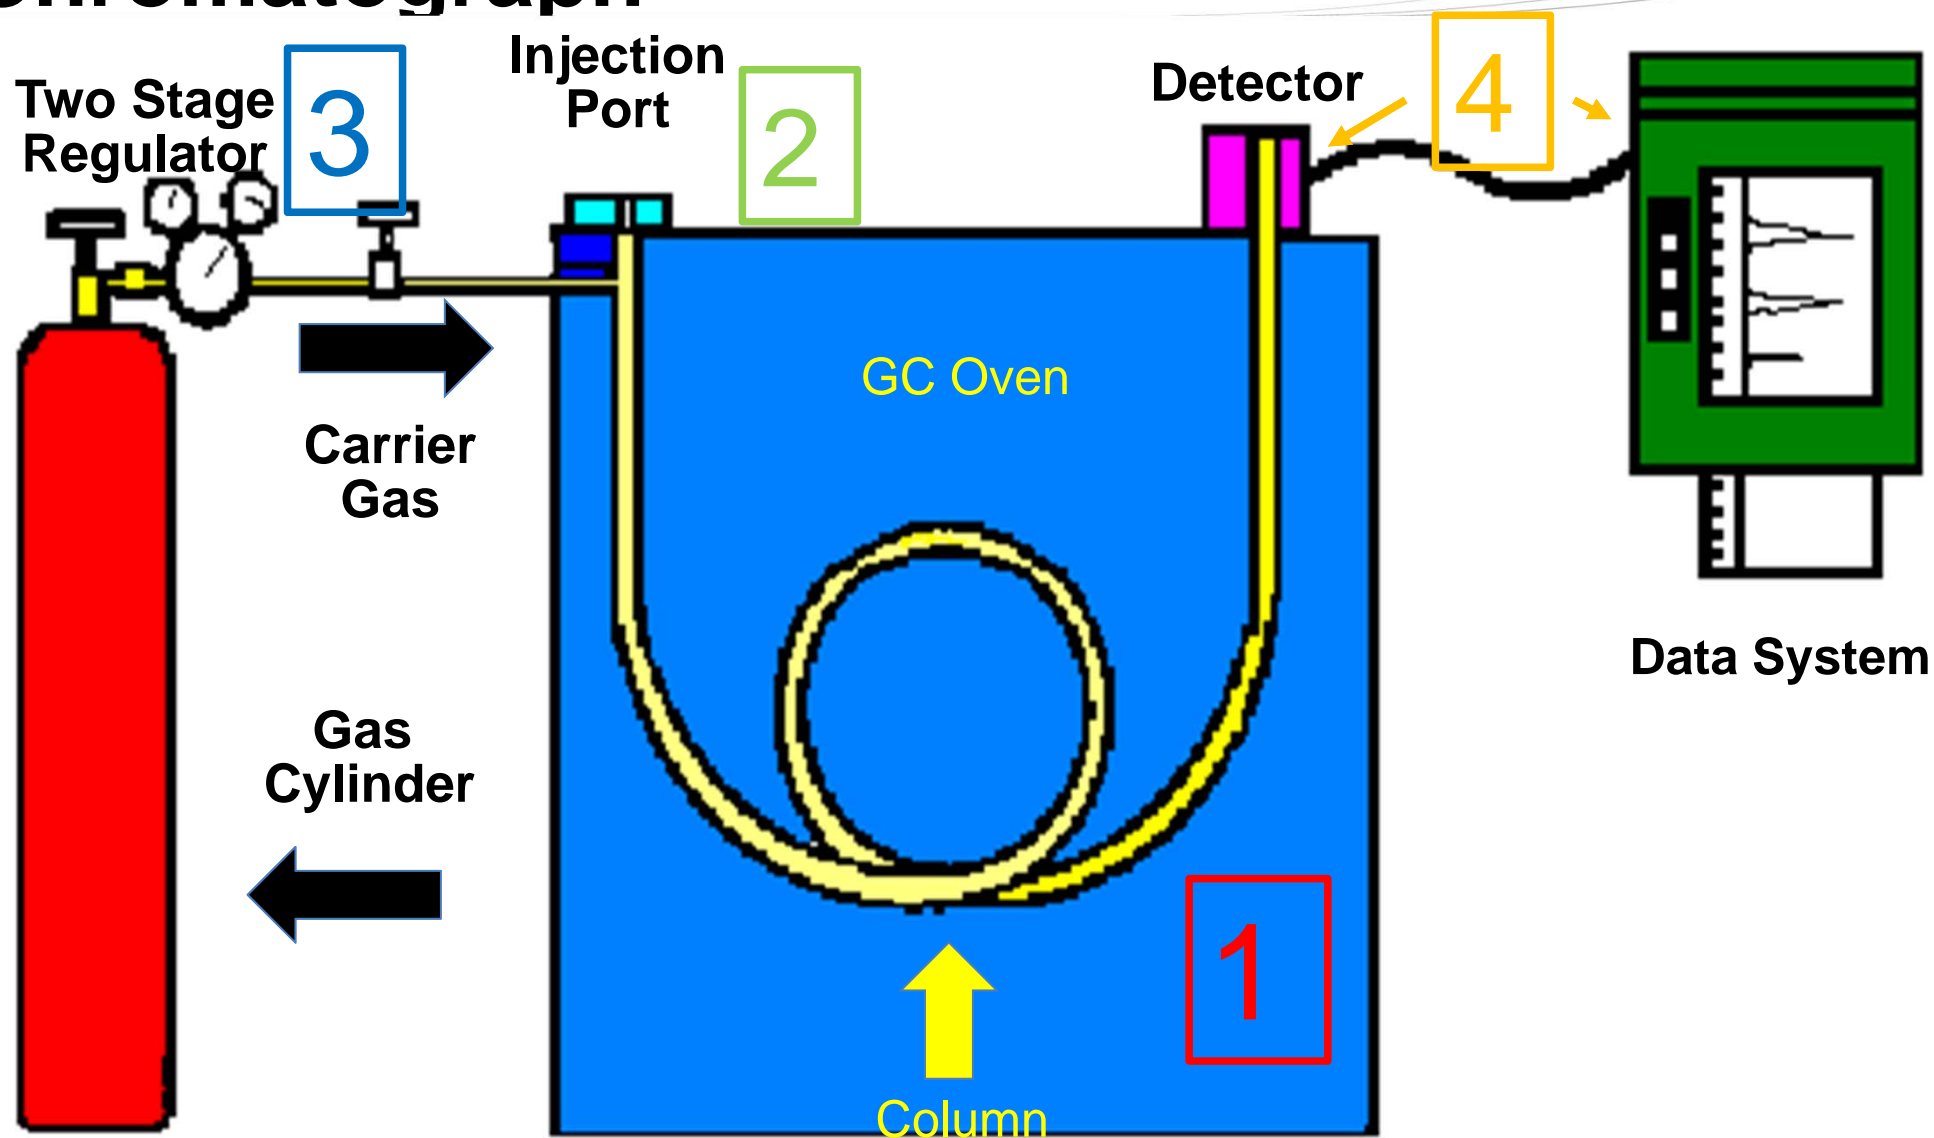 Chromatograph
Injection
Port
Two Stage
Regulator
3
2
Detector
4
GC Oven
Carrier
Gas
Data System
Gas
Cylinder
1
Column